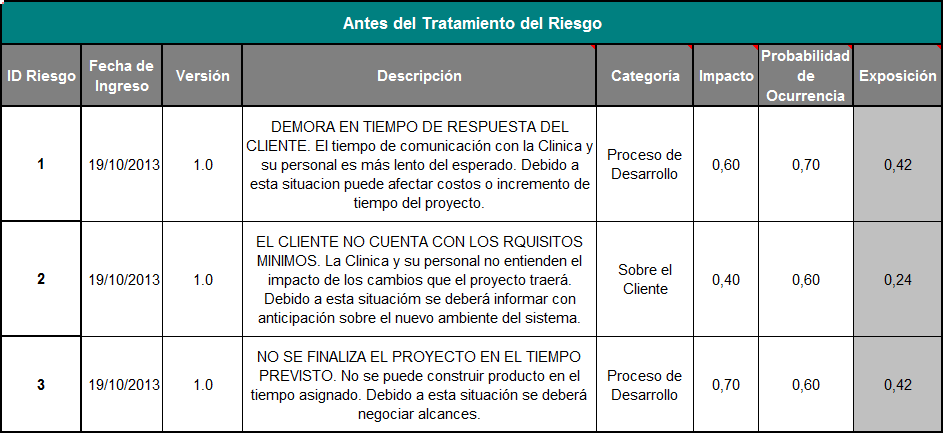 Antes del Tratamiento del Riesgo
ID Riesgo
Fecha de
Ingreso
Versión
Descripción
Categoría
Impacto
Probabilidad
de
Ocurrencia
Exposición
1
19/10/2013
1.0
DEMORA EN TIEMPO DE RESPUESTA DEL
CLIENTE. El tiempo de comunicación con la Clinica y
su personal es más lento del esperado. Debido a
esta situacion puede afectar costos o incremento de
tiempo del proyecto.
Proceso de
Desarrollo
0,60
0,70
0,42
2
19/10/2013
1.0
EL CLIENTE NO CUENTA CON LOS RQUISITOS
MINIMOS. La Clinica y su personal no entienden el
impacto de los cambios que el proyecto traerá.
Debido a esta situacióm se deberá informar con
anticipación sobre el nuevo ambiente del sistema.
Sobre el
Cliente
0,40
0,60
0,24
3
19/10/2013
1.0
NO SE FINALIZA EL PROYECTO EN EL TIEMPO
PREVISTO. No se puede construir producto en el
tiempo asignado. Debido a esta situación se deberá
negociar alcances.
Proceso de
Desarrollo
0,70
0,60
0,42